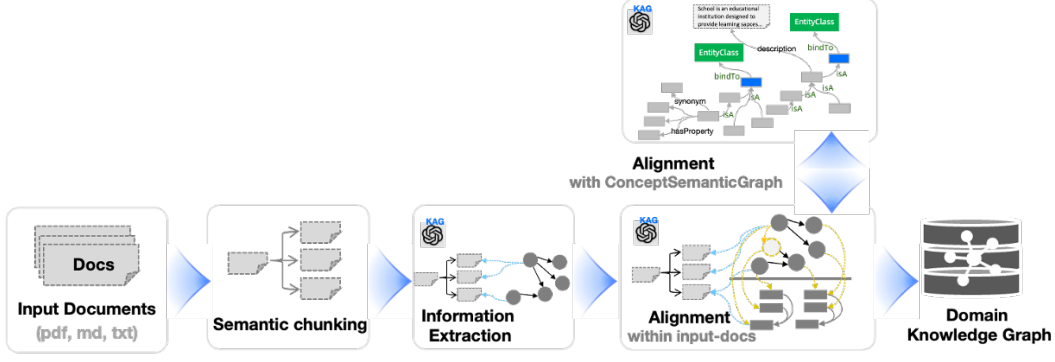 KAG
School is an educational
institution designed to
provide learning sapces...
EntityClass
bindTo
description
EntityClass
bindTo
isA
isA
isA
isA
isA
isA
synonym
hasProperty
Alignment
with ConceptSemanticGraph
Docs
Input Documents
(pdf, md, txt)
Semantic chunking
KAG
Information
Extraction
KAG
Alignment
within input-docs
Domain
Knowledge Graph